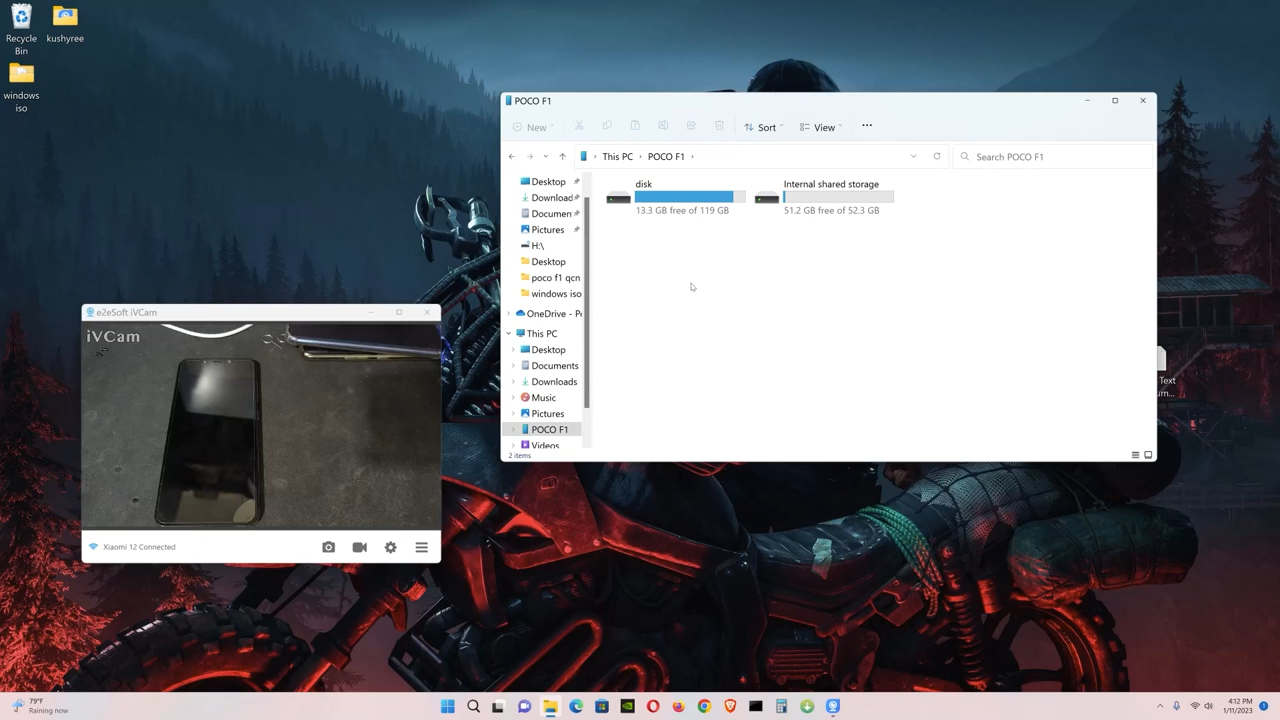 Recycle
Bin
kushyree
windows
iso
POCO F1
New
Sort
View
This PC
POCO F1
Search POCO F1
Desktop
Download
Documen
Pictures
H:\
Desktop
poco f1 qcn
windows iso
OneDrive - Pe
This PC
Desktop
Documents
Downloads
Music
Pictures
POCO F1
Videos
disk
13.3 GB free of 119 GB
Internal shared storage
51.2 GB free of 52.3 GB
2 items
e2eSoft iVCam
iVCam
Xiaomi 12 Connected
Text
um...
79°F
Raining now
4:12 PM
1/11/2023